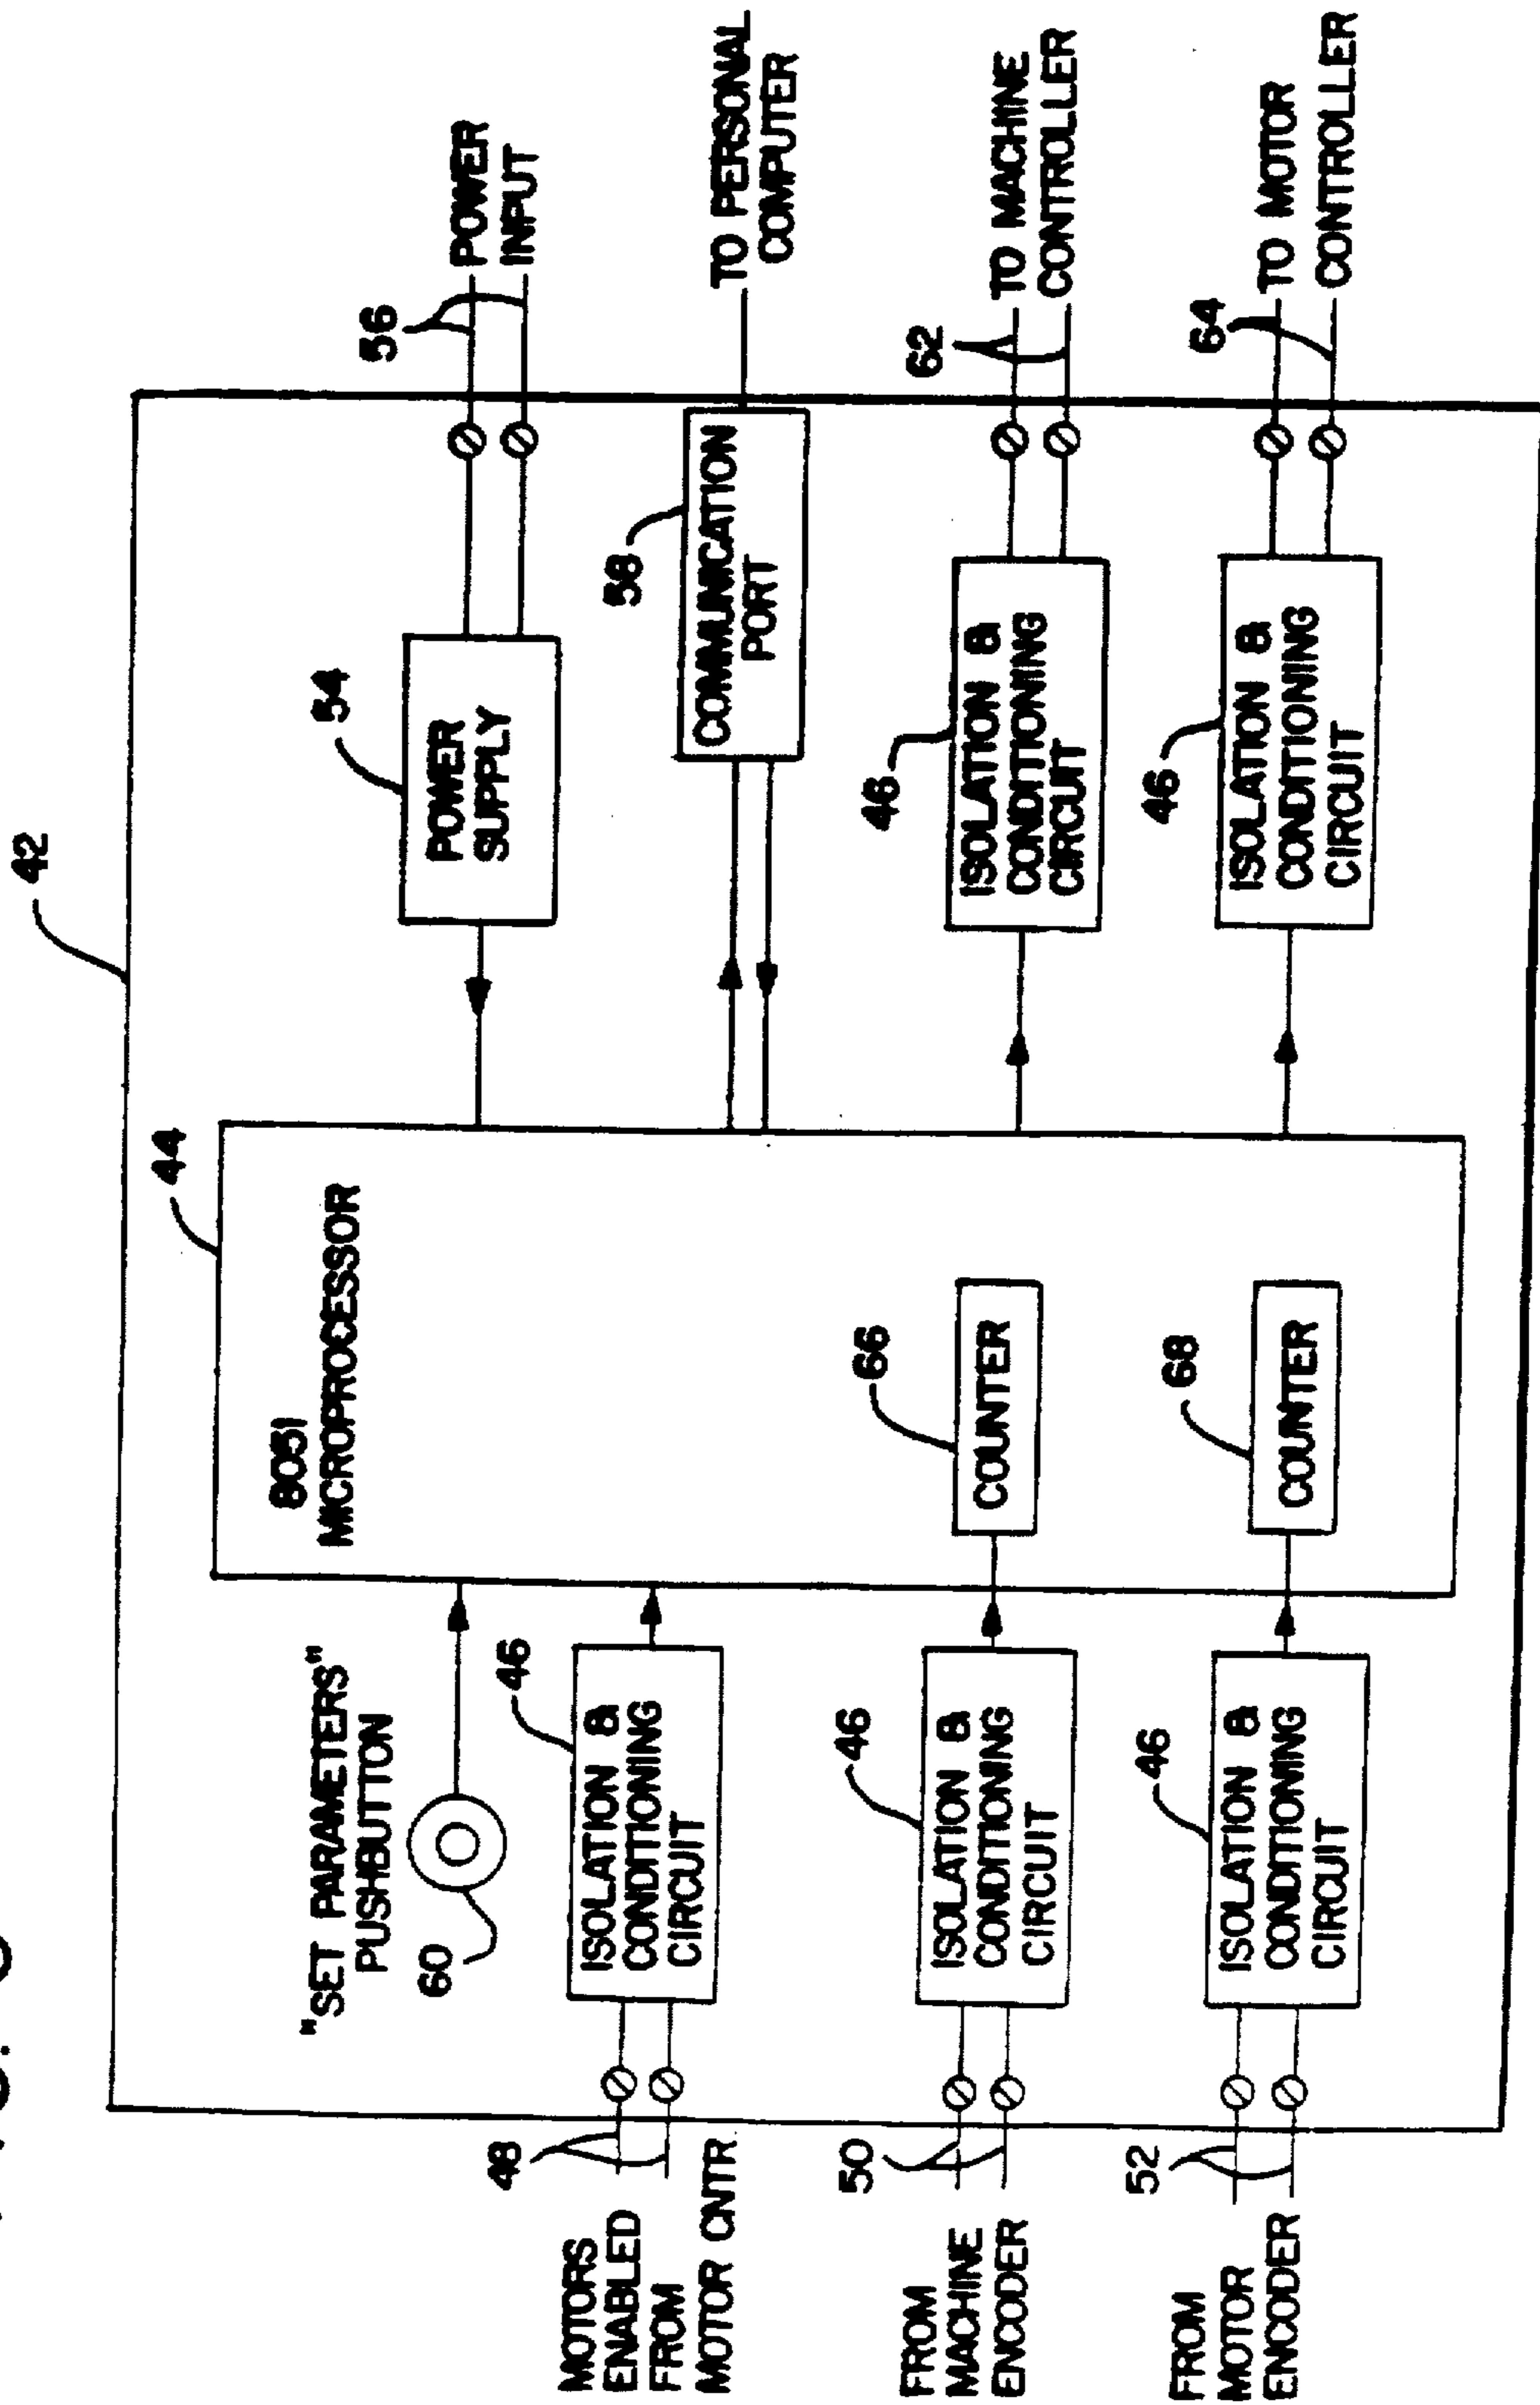 42
44
8051
MICROPROCESSOR
"SET PARAMETERS"
PUSHBUTTON
60
54
POWER
SUPPLY
56
POWER
INPUT
MOTORS
ENABLED
FROM
MOTOR CNTR
48
46
ISOLATION &
CONDITIONING
CIRCUIT
58
COMMUNICATION
PORT
TO PERSONAL
COMPUTER
FROM
MACHINE
ENCODER
50
46
ISOLATION &
CONDITIONING
CIRCUIT
66
COUNTER
46
ISOLATION &
CONDITIONING
CIRCUIT
62
TO MACHINE
CONTROLLER
FROM
MOTOR
ENCODER
52
46
ISOLATION &
CONDITIONING
CIRCUIT
68
COUNTER
46
ISOLATION &
CONDITIONING
CIRCUIT
64
TO MOTOR
CONTROLLER